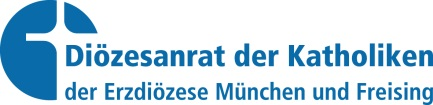 Diözesanrat der Katholiken
der Erzdiözese München und Freising